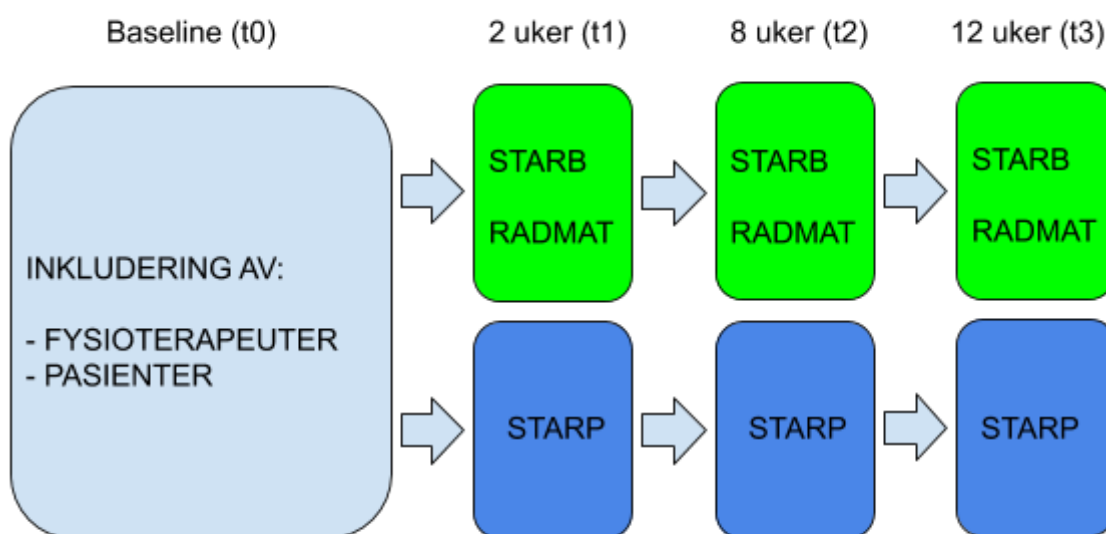 Baseline (t0)
2 uker (t1)
8 uker (t2)
12 uker (t3)
INKLUDERING AV:
- FYSIOTERAPEUTER
- PASIENTER
STARB
RADMAT
STARB
RADMAT
STARB
RADMAT
STARP
STARP
STARP